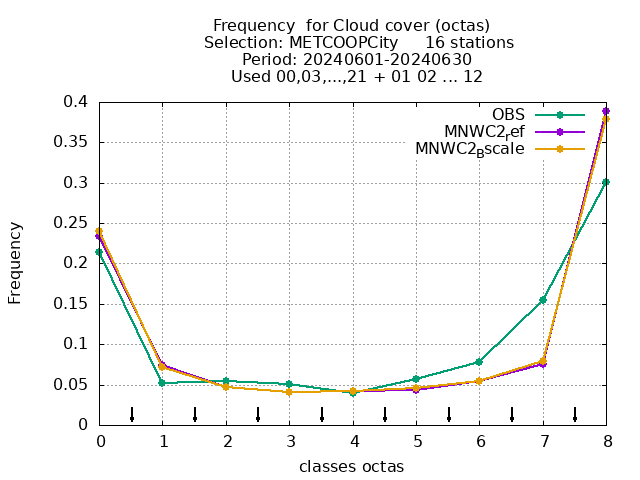 Frequency  for Cloud cover (octas)
Selection: METCOOPCity     16 stations
Period: 20240601-20240630
Used 00,03,...,21 + 01 02 ... 12
OBS
MNWC2ref
MNWC2Bscale
0.4
0.35
0.3
0.25
0.2
0.15
0.1
0.05
0
Frequency
0 1 2 3 4 5 6 7 8
classes octas